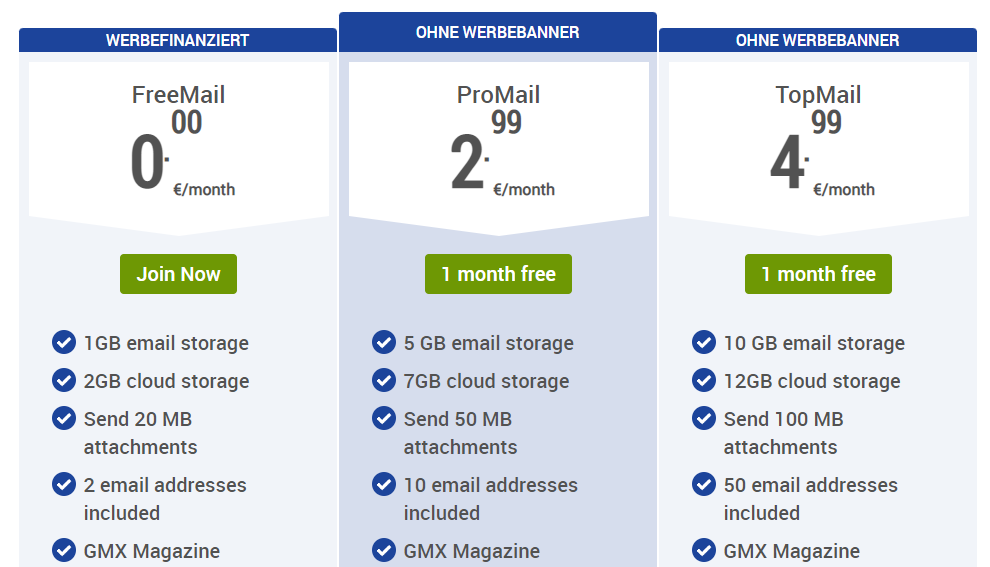 WERBEFINANZIERT
FreeMail
0.00
€/month
Join Now
1GB email storage
2GB cloud storage
Send 20 MB
attachments
2 email addresses
included
GMX Magazine
OHNE WERBEBANNER
ProMail
2.99
€/month
1 month free
5 GB email storage
7GB cloud storage
Send 50 MB
attachments
10 email addresses
included
GMX Magazine
OHNE WERBEBANNER
TopMail
4.99
€/month
1 month free
10 GB email storage
12GB cloud storage
Send 100 MB
attachments
50 email addresses
included
GMX Magazine